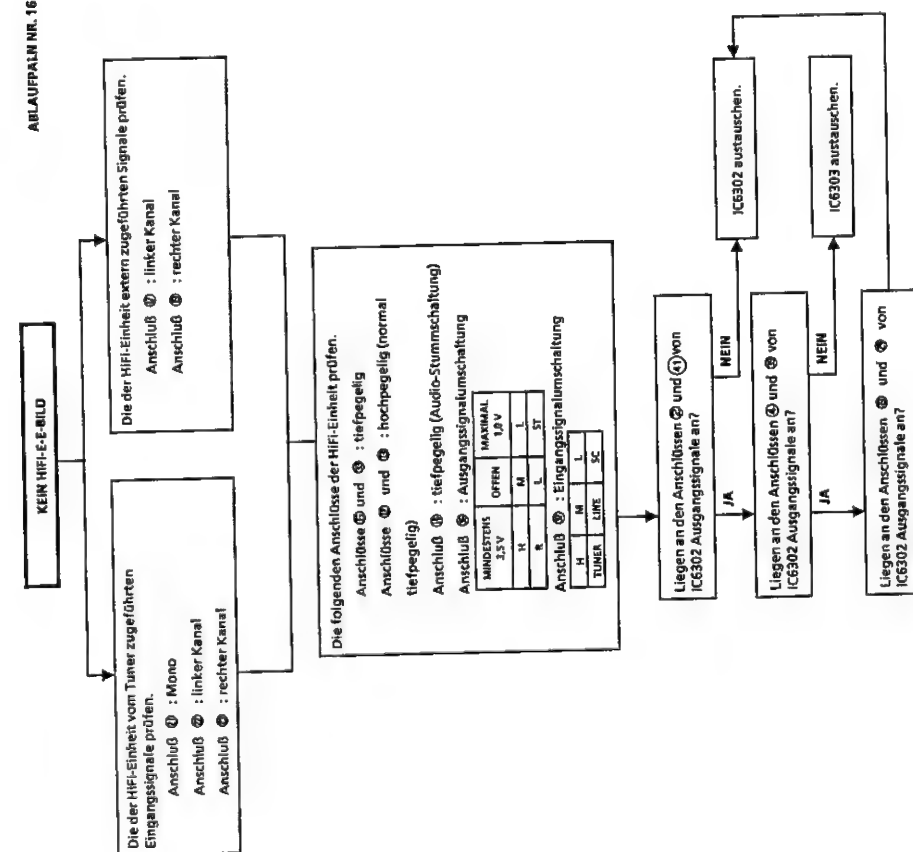 ABLAUFPALN NR. 16
KEIN HIFI-E-E-BILD
Die der HiFi-Einheit vom Tuner zugeführten
Eingangssignale prüfen.
Anschluß ㉑ : Mono
Anschluß : linker Kanal
Anschluß : rechter Kanal
Die der HiFi-Einheit extern zugeführten Signale prüfen.
Anschluß : linker Kanal
Anschluß : rechter Kanal
Die folgenden Anschlüsse der HiFi-Einheit prüfen.
Anschlüsse und : tiefpegelig
Anschlüsse und : hochpegelig (normal
tiefpegelig)
Anschluß : tiefpegelig (Audio-Stummschaltung)
Anschluß : Ausgangssignalumschaltung
MINDESTENS OFFEN MAXIMAL
3,5 V 1,0 V
H M L
R L ST
Anschluß : Eingangssignalumschaltung
H M L
TUNER LINE SC
Liegen an den Anschlüssen und ㊶ von
IC6302 Ausgangssignale an?
NEIN
IC6302 austauschen.
JA
Liegen an den Anschlüssen ④ und ㊴ von
IC6302 Ausgangssignale an?
NEIN
IC6303 austauschen.
JA
Liegen an den Anschlüssen und von
IC6302 Ausgangssignale an?